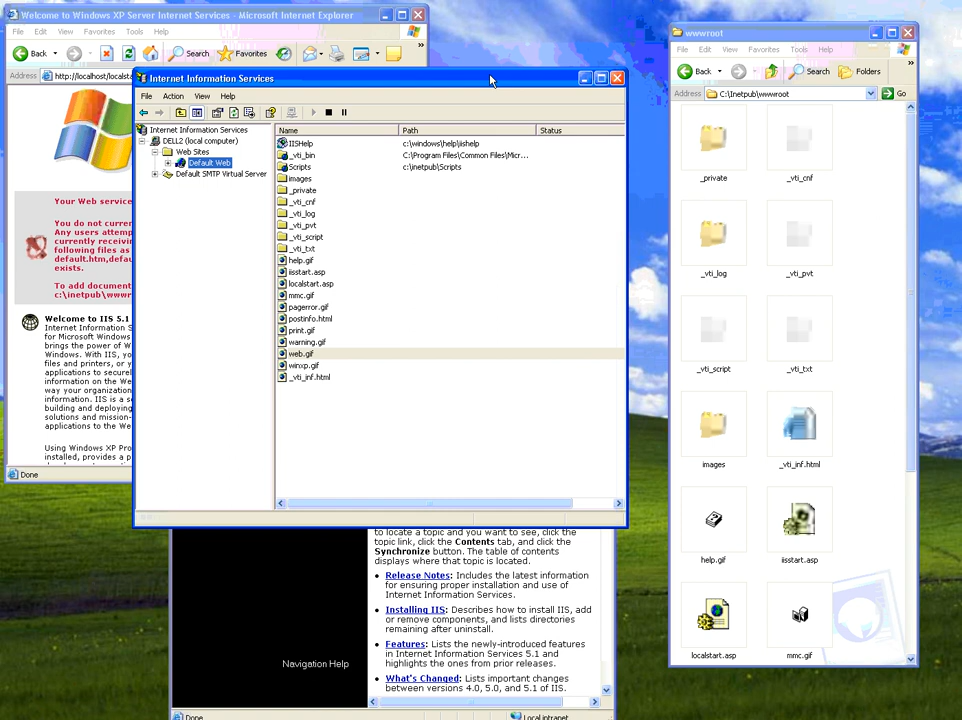 Welcome to Windows XP Server Internet Services - Microsoft Internet Explorer
File Edit View Favorites Tools Help
Back Search Favorites
Address http://localhost/localsta
Your Web service
You do not curren
Any users attemp
currently receivin
following files as
default.htm,defau
exists.
To add document
c:\inetpub\wwwr
Welcome to IIS 5.1
Internet Information S
for Microsoft Windows
brings the power of W
Windows. With IIS, yo
files and printers, or y
applications to securel
information on the We
way your organization
information. IIS is a se
building and deploying
solutions and mission-
applications to the We
Using Windows XP Pro
installed, provides a p
Done
Internet Information Services
File Action View Help
Internet Information Services
DELL2 (local computer)
Web Sites
Default Web
Default SMTP Virtual Server
Name Path Status
IISHelp c:\windows\help\iishelp
_vti_bin C:\Program Files\Common Files\Micr...
Scripts c:\inetpub\Scripts
images
_private
_vti_cnf
_vti_log
_vti_pvt
_vti_script
_vti_txt
help.gif
iisstart.asp
localstart.asp
mmc.gif
pagerror.gif
postinfo.html
print.gif
warning.gif
web.gif
winxp.gif
_vti_inf.html
to locate a topic and you want to see, click the
topic link, click the Contents tab, and click the
Synchronize button. The table of contents
displays where that topic is located.
• Release Notes: Includes the latest information
for ensuring proper installation and use of
Internet Information Services.
• Installing IIS: Describes how to install IIS, add
or remove components, and lists directories
remaining after uninstall.
• Features: Lists the newly-introduced features
in Internet Information Services 5.1 and
highlights the ones from prior releases.
• What's Changed: Lists important changes
between versions 4.0, 5.0, and 5.1 of IIS.
Navigation Help
Done Local intranet
wwwroot
File Edit View Favorites Tools Help
Back Search Folders
Address C:\Inetpub\wwwroot Go
_private _vti_cnf
_vti_log _vti_pvt
_vti_script _vti_txt
images _vti_inf.html
help.gif iisstart.asp
localstart.asp mmc.gif